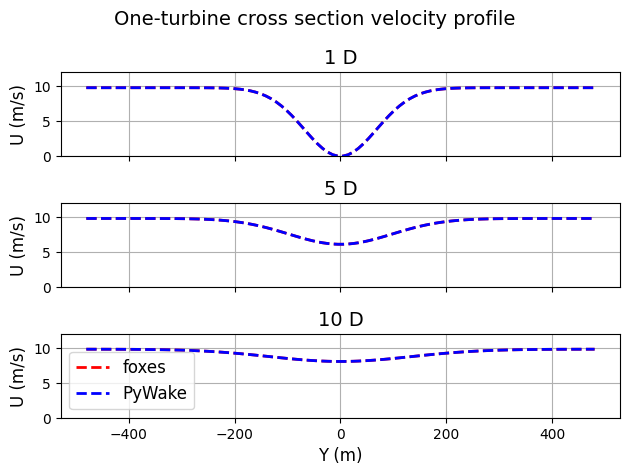 One-turbine cross section velocity profile
1 D
10
5
0
U (m/s)
5 D
10
5
0
U (m/s)
10 D
10
5
0
U (m/s)
foxes
PyWake
−400
−200
0
200
400
Y (m)